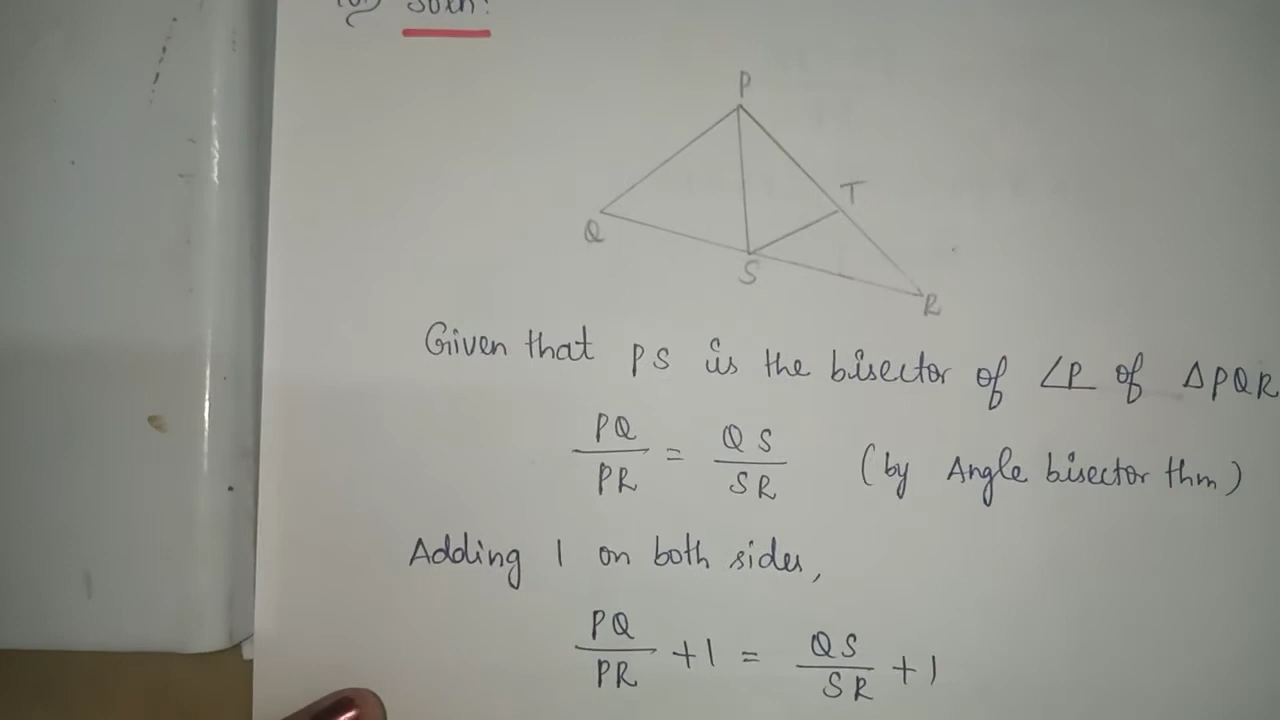 Soln:
P
T
Q
S
R
Given that PS is the bisector of ∠P of ΔPQR
PQ/PR = QS/SR (by Angle bisector thm)
Adding 1 on both sides,
PQ/PR +1 = QS/SR +1